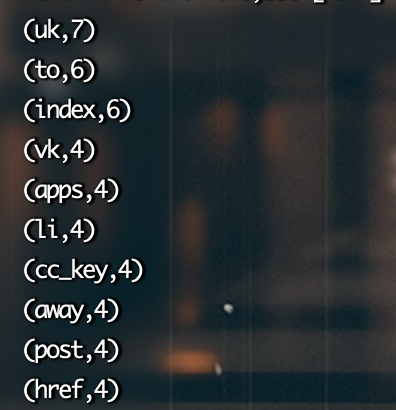 (uk,7)
(to,6)
(index,6)
(vk,4)
(apps,4)
(li,4)
(cc_key,4)
(away,4)
(post,4)
(href,4)